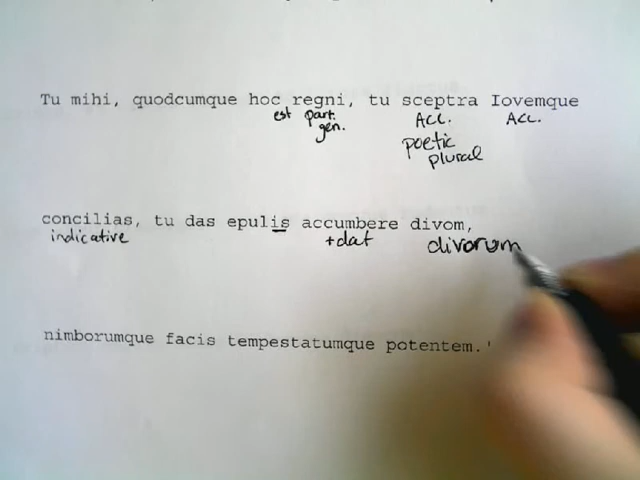 Tu mihi, quodcumque hoc regni, tu sceptra Iovemque
est part. gen. Acc. Acc.
poetic plural
concilias, tu das epulis accumbere divom,
indicative +dat divorum
nimborumque facis tempestatumque potentem.'